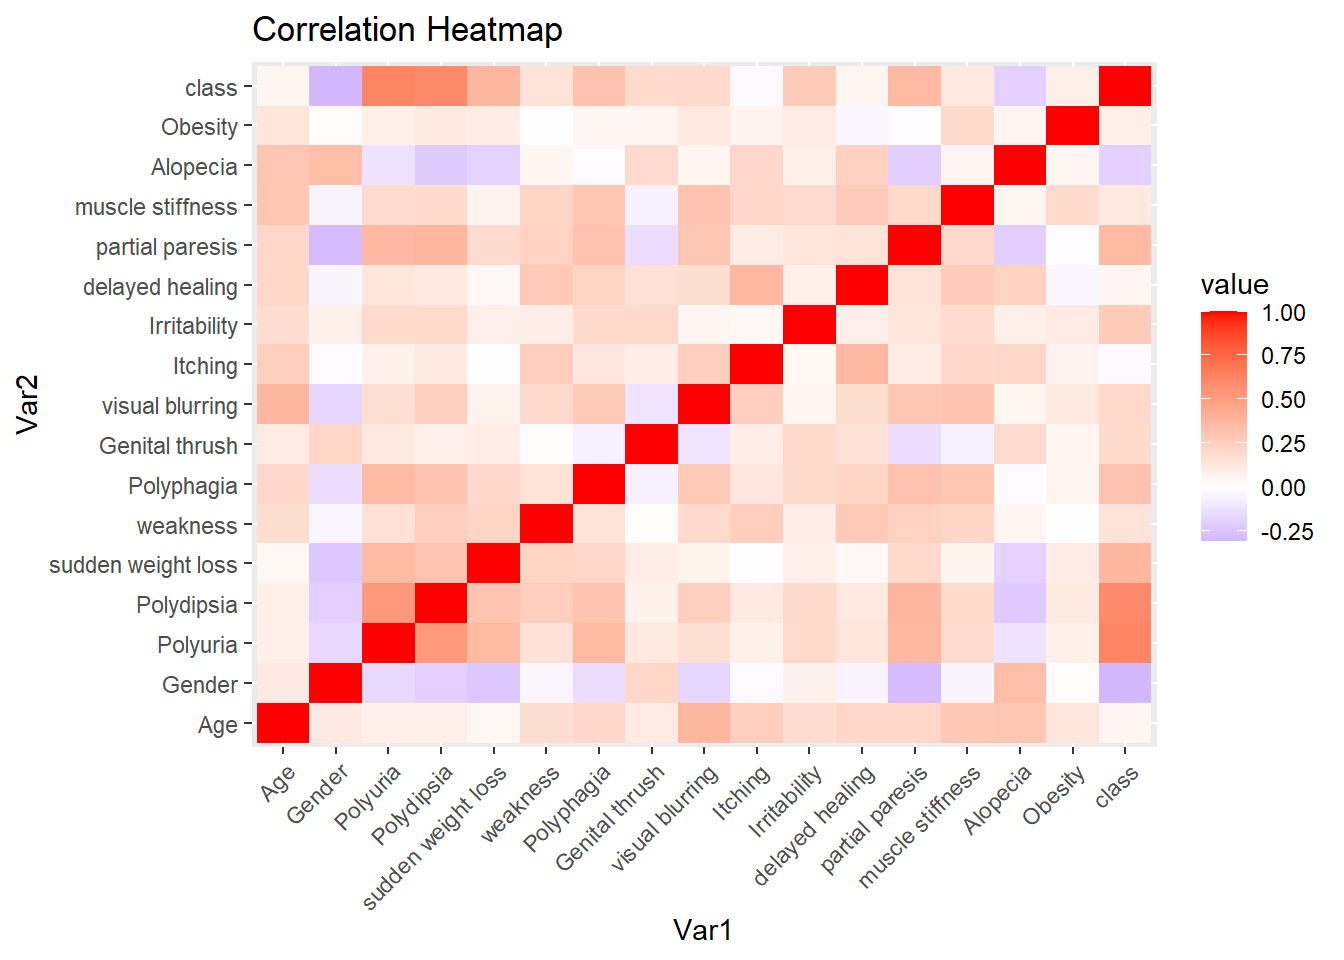 Correlation Heatmap
class
Obesity
Alopecia
muscle stiffness
partial paresis
delayed healing
Irritability
Itching
visual blurring
Genital thrush
Polyphagia
weakness
sudden weight loss
Polydipsia
Polyuria
Gender
Age
Var2
Age
Gender
Polyuria
Polydipsia
sudden weight loss
weakness
Polyphagia
Genital thrush
visual blurring
Itching
Irritability
delayed healing
partial paresis
muscle stiffness
Alopecia
Obesity
class
Var1
value
1.00
0.75
0.50
0.25
0.00
-0.25